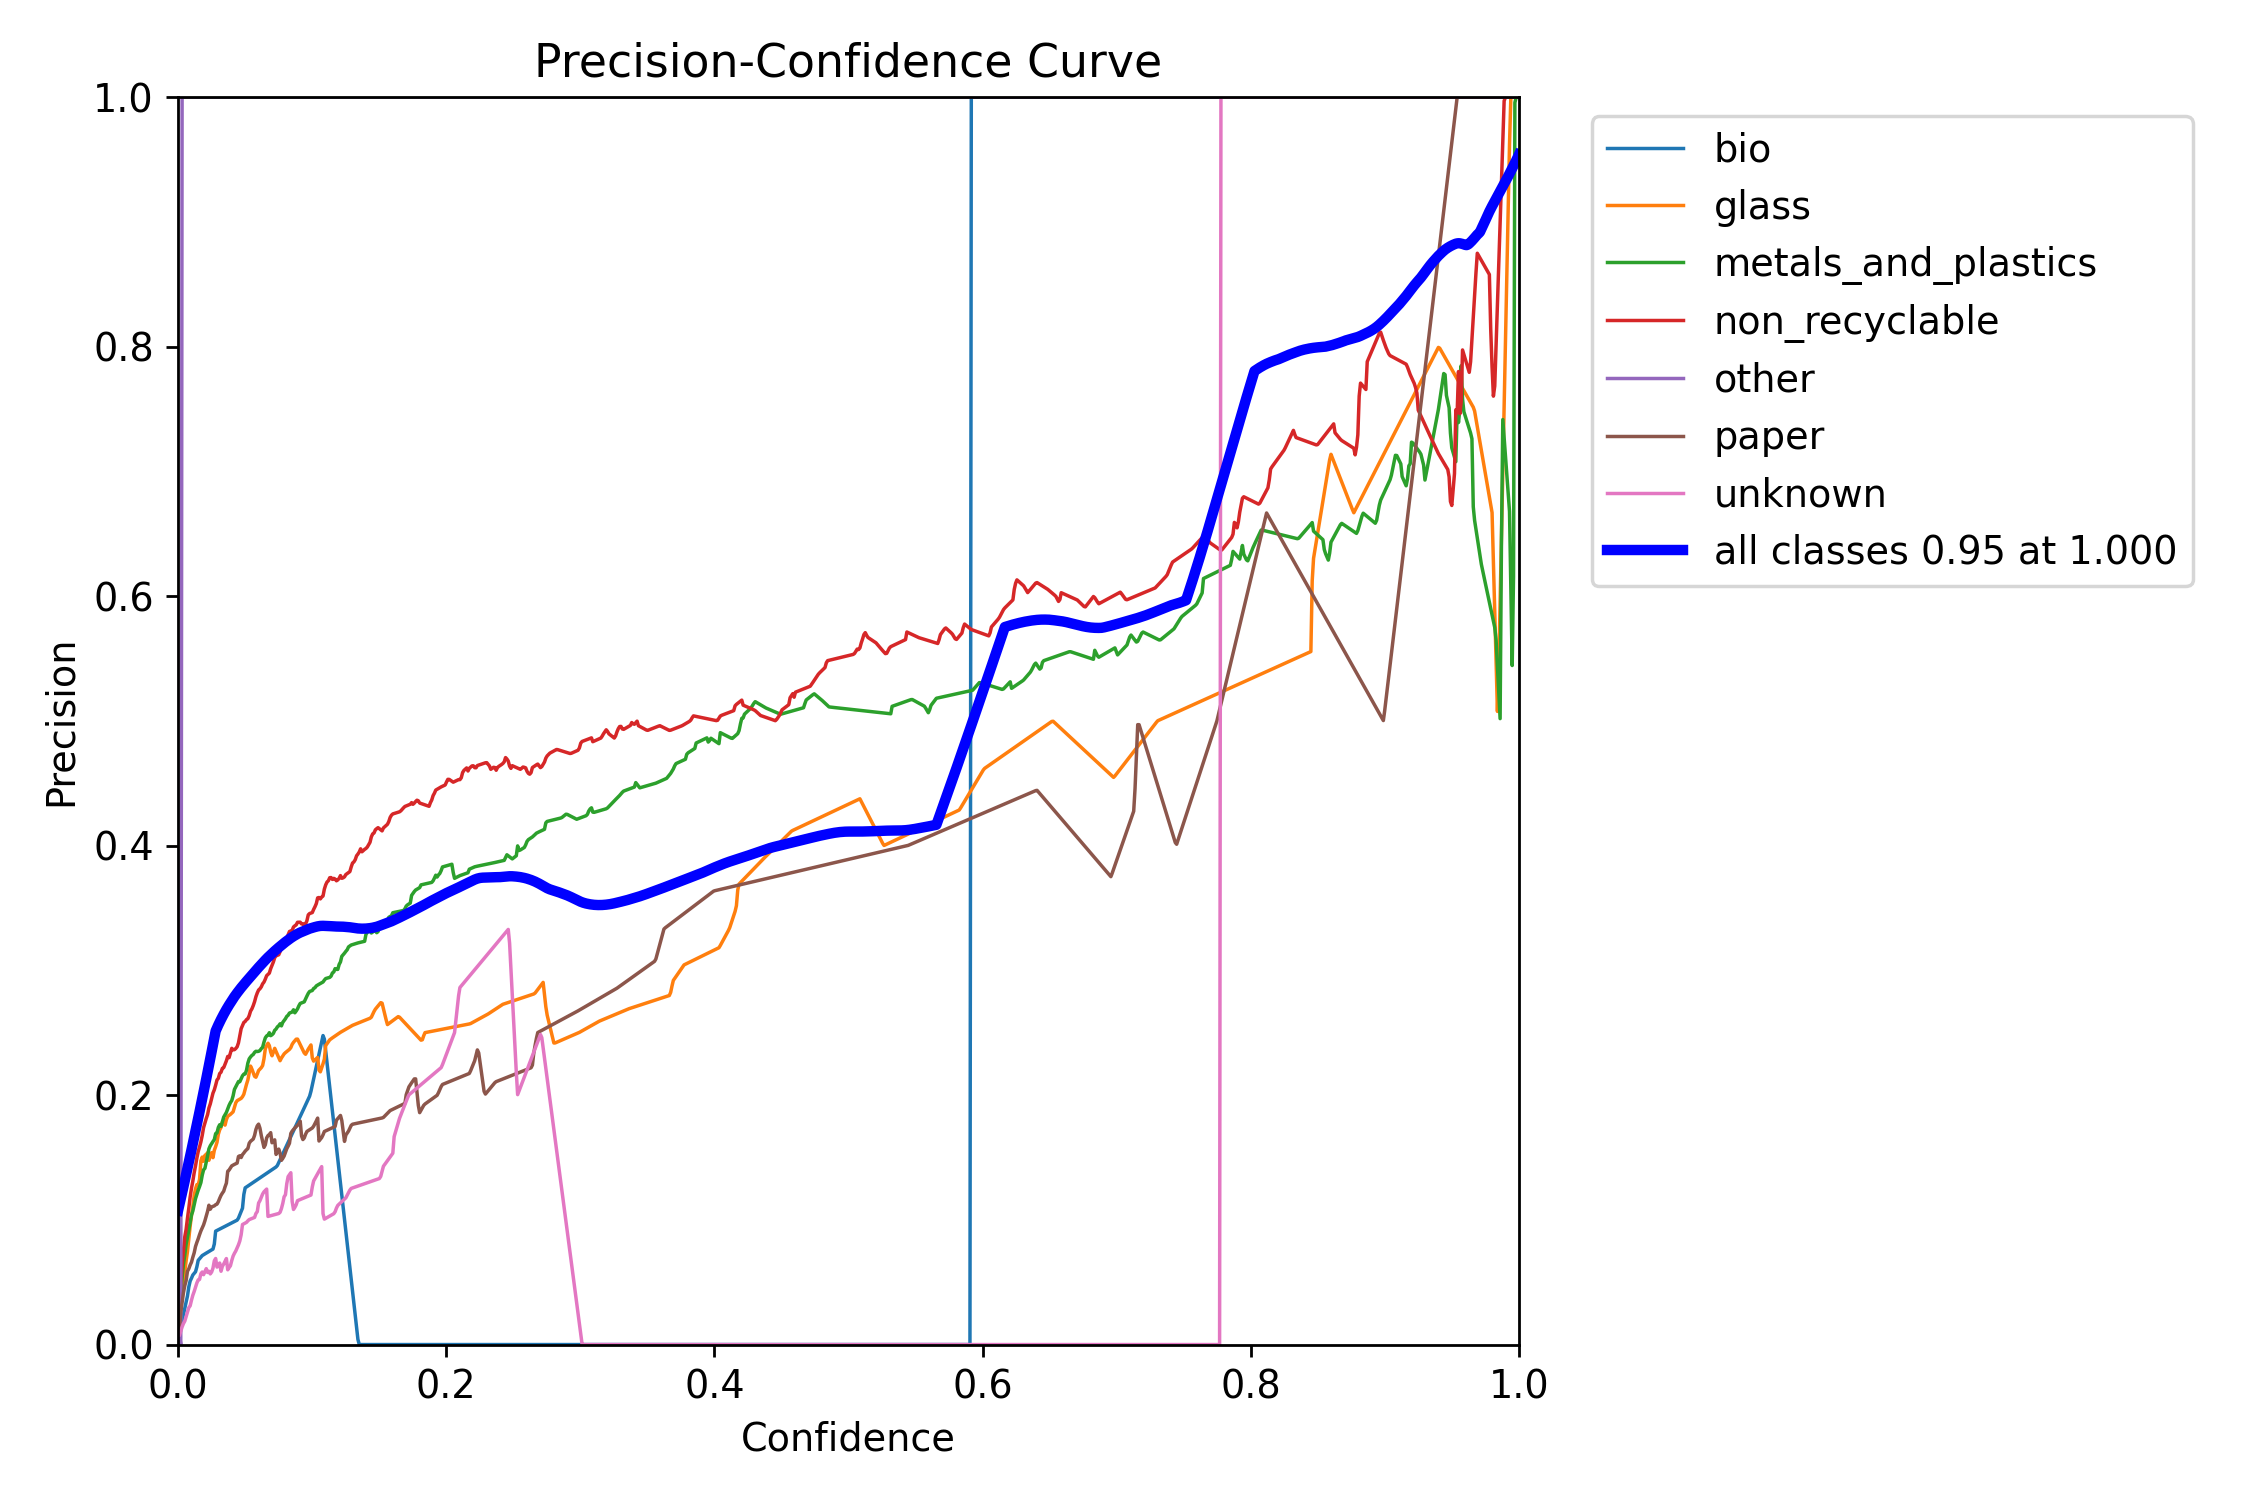 Precision-Confidence Curve
1.0
0.8
0.6
0.4
0.2
0.0
Precision
0.0 0.2 0.4 0.6 0.8 1.0
Confidence
bio
glass
metals_and_plastics
non_recyclable
other
paper
unknown
all classes 0.95 at 1.000